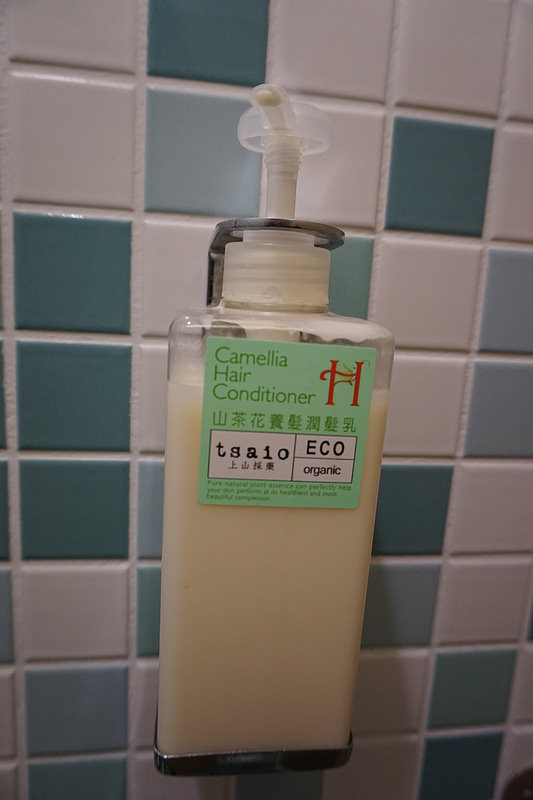 Camellia
Hair
Conditioner
H
山茶花養髮潤髮乳
tsaio
上山採藥
ECO
organic
Pure natural plant essence can perfectly help
your skin perform at its healthiest and most
beautiful complexion.